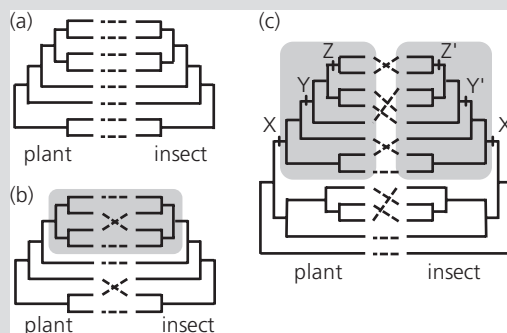 (a)
plant insect
(b)
plant insect
(c)
Z Z'
Y Y'
X X
plant insect